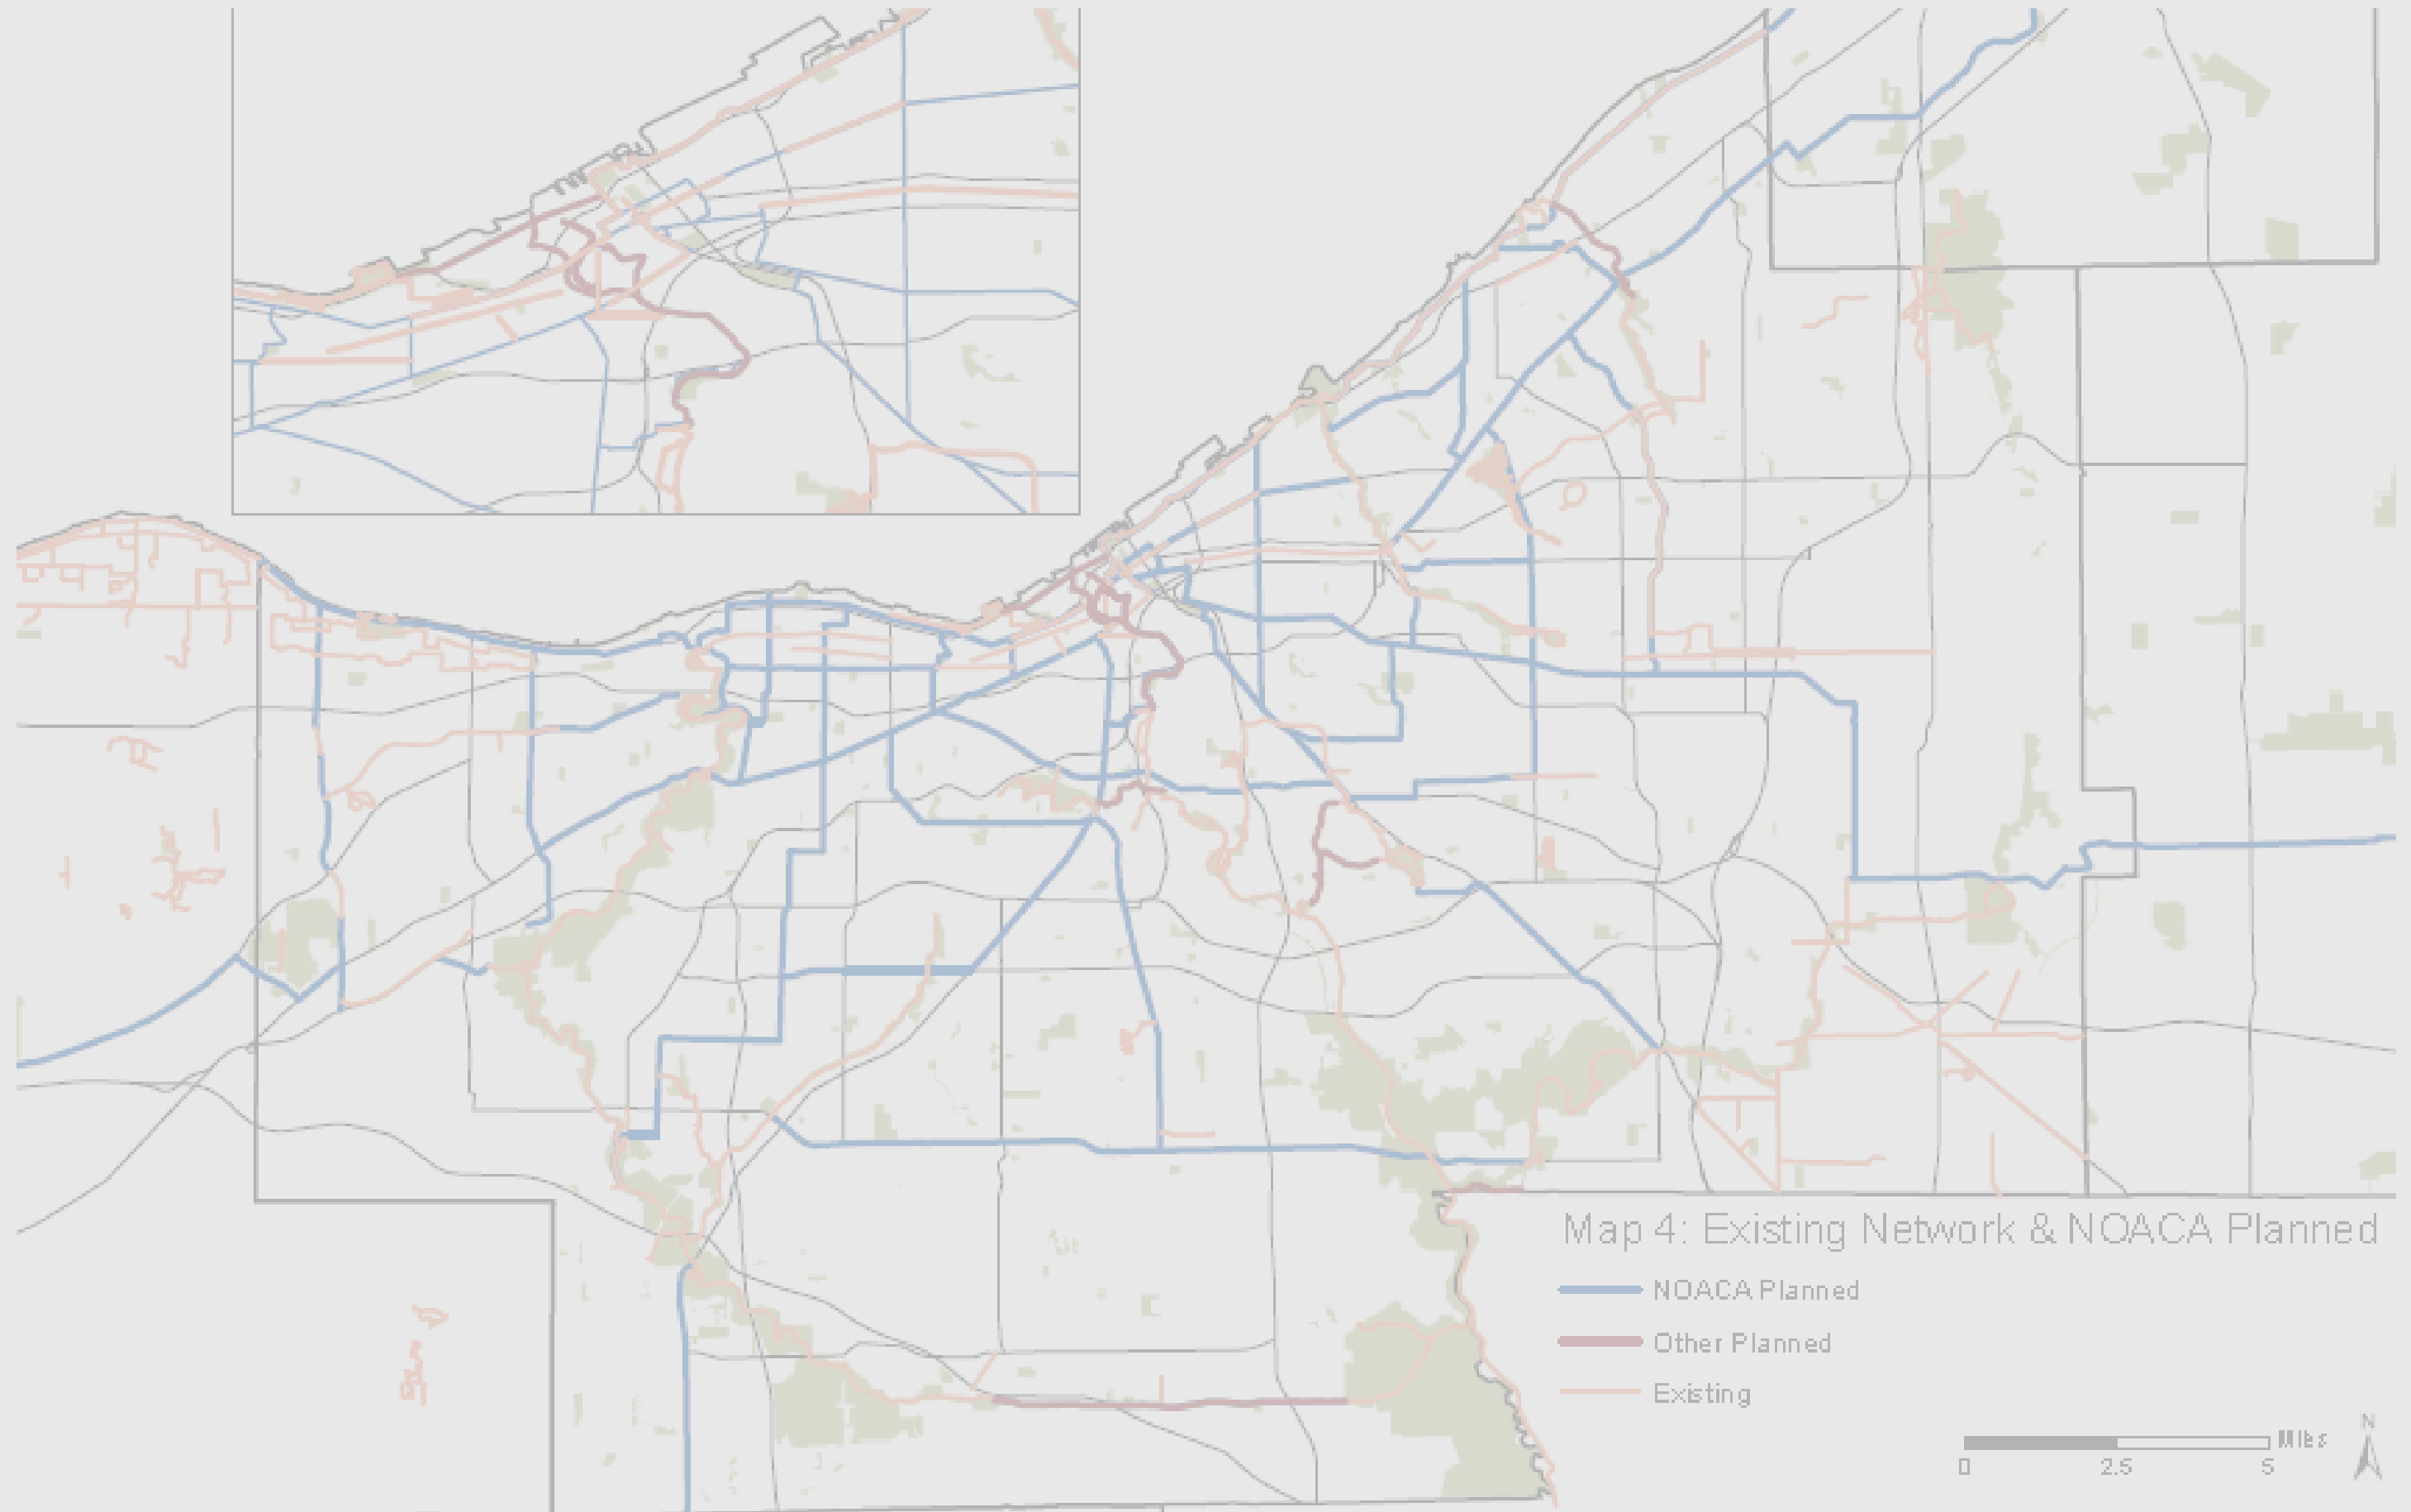 Map 4: Existing Network & NOACA Planned
NOACA Planned
Other Planned
Existing
Miles
0 2.5 5
N